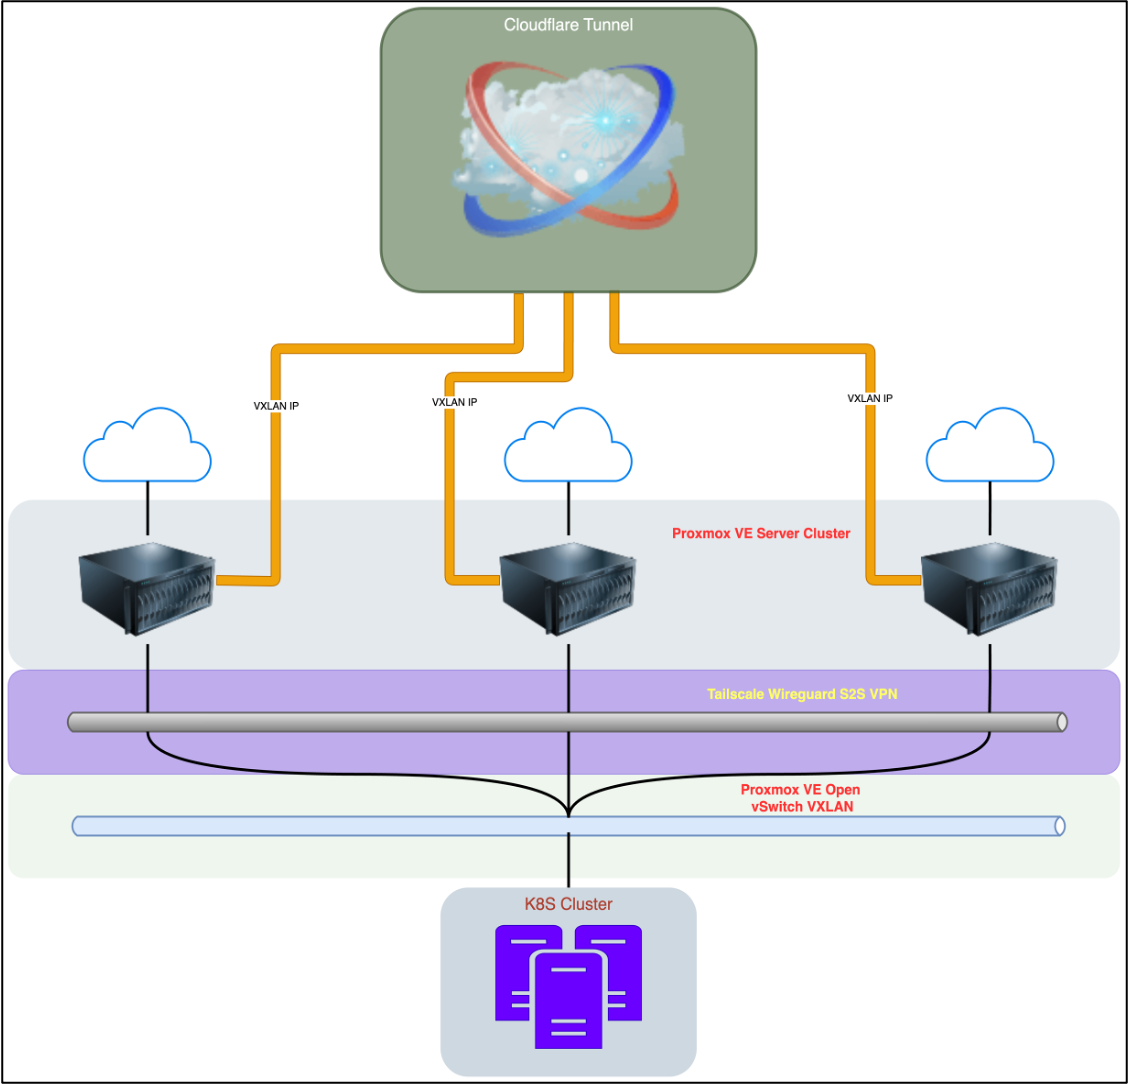 Cloudflare Tunnel
VXLAN IP
VXLAN IP
VXLAN IP
Proxmox VE Server Cluster
Tailscale Wireguard S2S VPN
Proxmox VE Open
vSwitch VXLAN
K8S Cluster